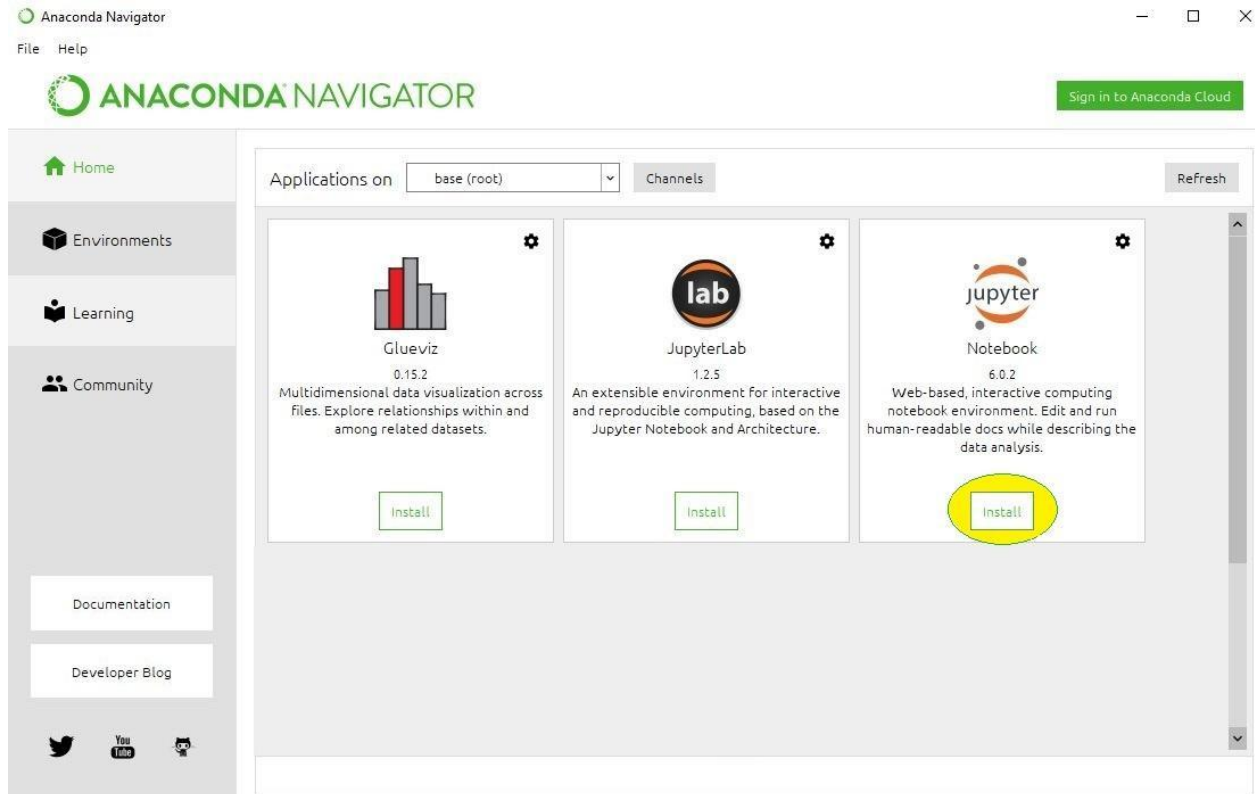 Anaconda Navigator
File Help
ANACONDA NAVIGATOR
Sign in to Anaconda Cloud
Home
Environments
Learning
Community
Documentation
Developer Blog
You
Tube
Applications on base (root) Channels Refresh
Glueviz
0.15.2
Multidimensional data visualization across
files. Explore relationships within and
among related datasets.
Install
lab
JupyterLab
1.2.5
An extensible environment for interactive
and reproducible computing, based on the
Jupyter Notebook and Architecture.
Install
jupyter
Notebook
6.0.2
Web-based, interactive computing
notebook environment. Edit and run
human-readable docs while describing the
data analysis.
Install